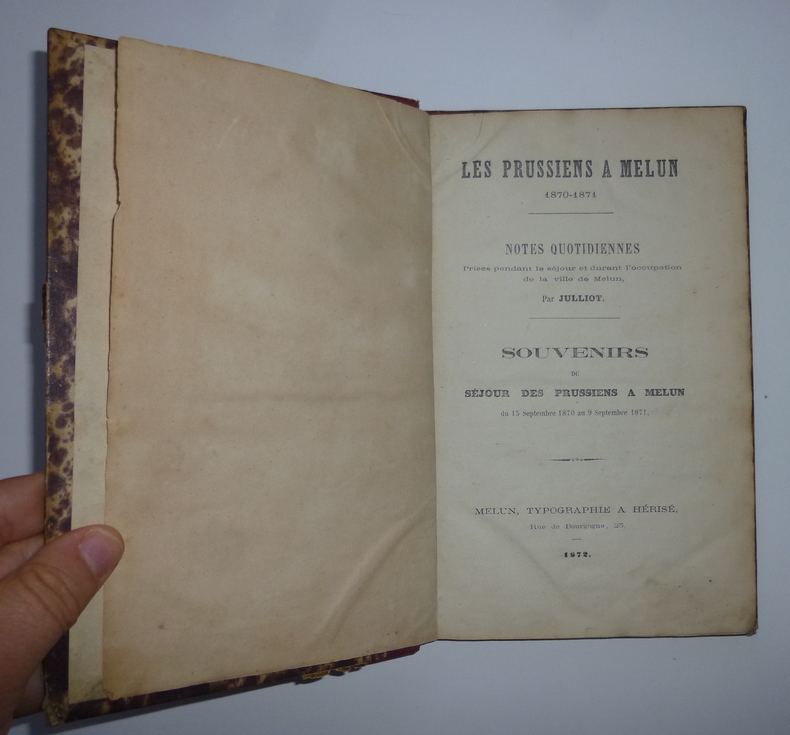 LES PRUSSIENS A MELUN
1870-1871
NOTES QUOTIDIENNES
Prises pendant le séjour et durant l'occupation
de la ville de Melun,
Par JULLIOT.
SOUVENIRS
DU
SÉJOUR DES PRUSSIENS A MELUN
du 15 Septembre 1870 au 9 Septembre 1871.
MELUN, TYPOGRAPHIE A. HÉRISÉ,
Rue de Bourgogne, 25.
1872.